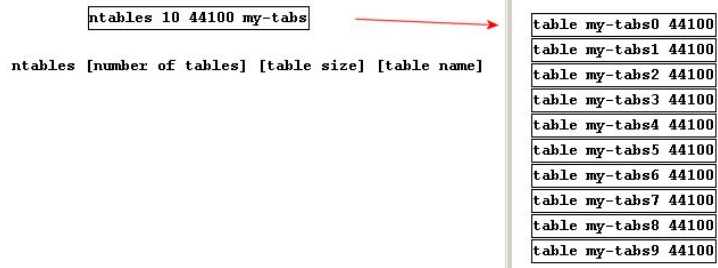 ntables 10 44100 my-tabs
ntables [number of tables] [table size] [table name]
table my-tabs0 44100
table my-tabs1 44100
table my-tabs2 44100
table my-tabs3 44100
table my-tabs4 44100
table my-tabs5 44100
table my-tabs6 44100
table my-tabs7 44100
table my-tabs8 44100
table my-tabs9 44100